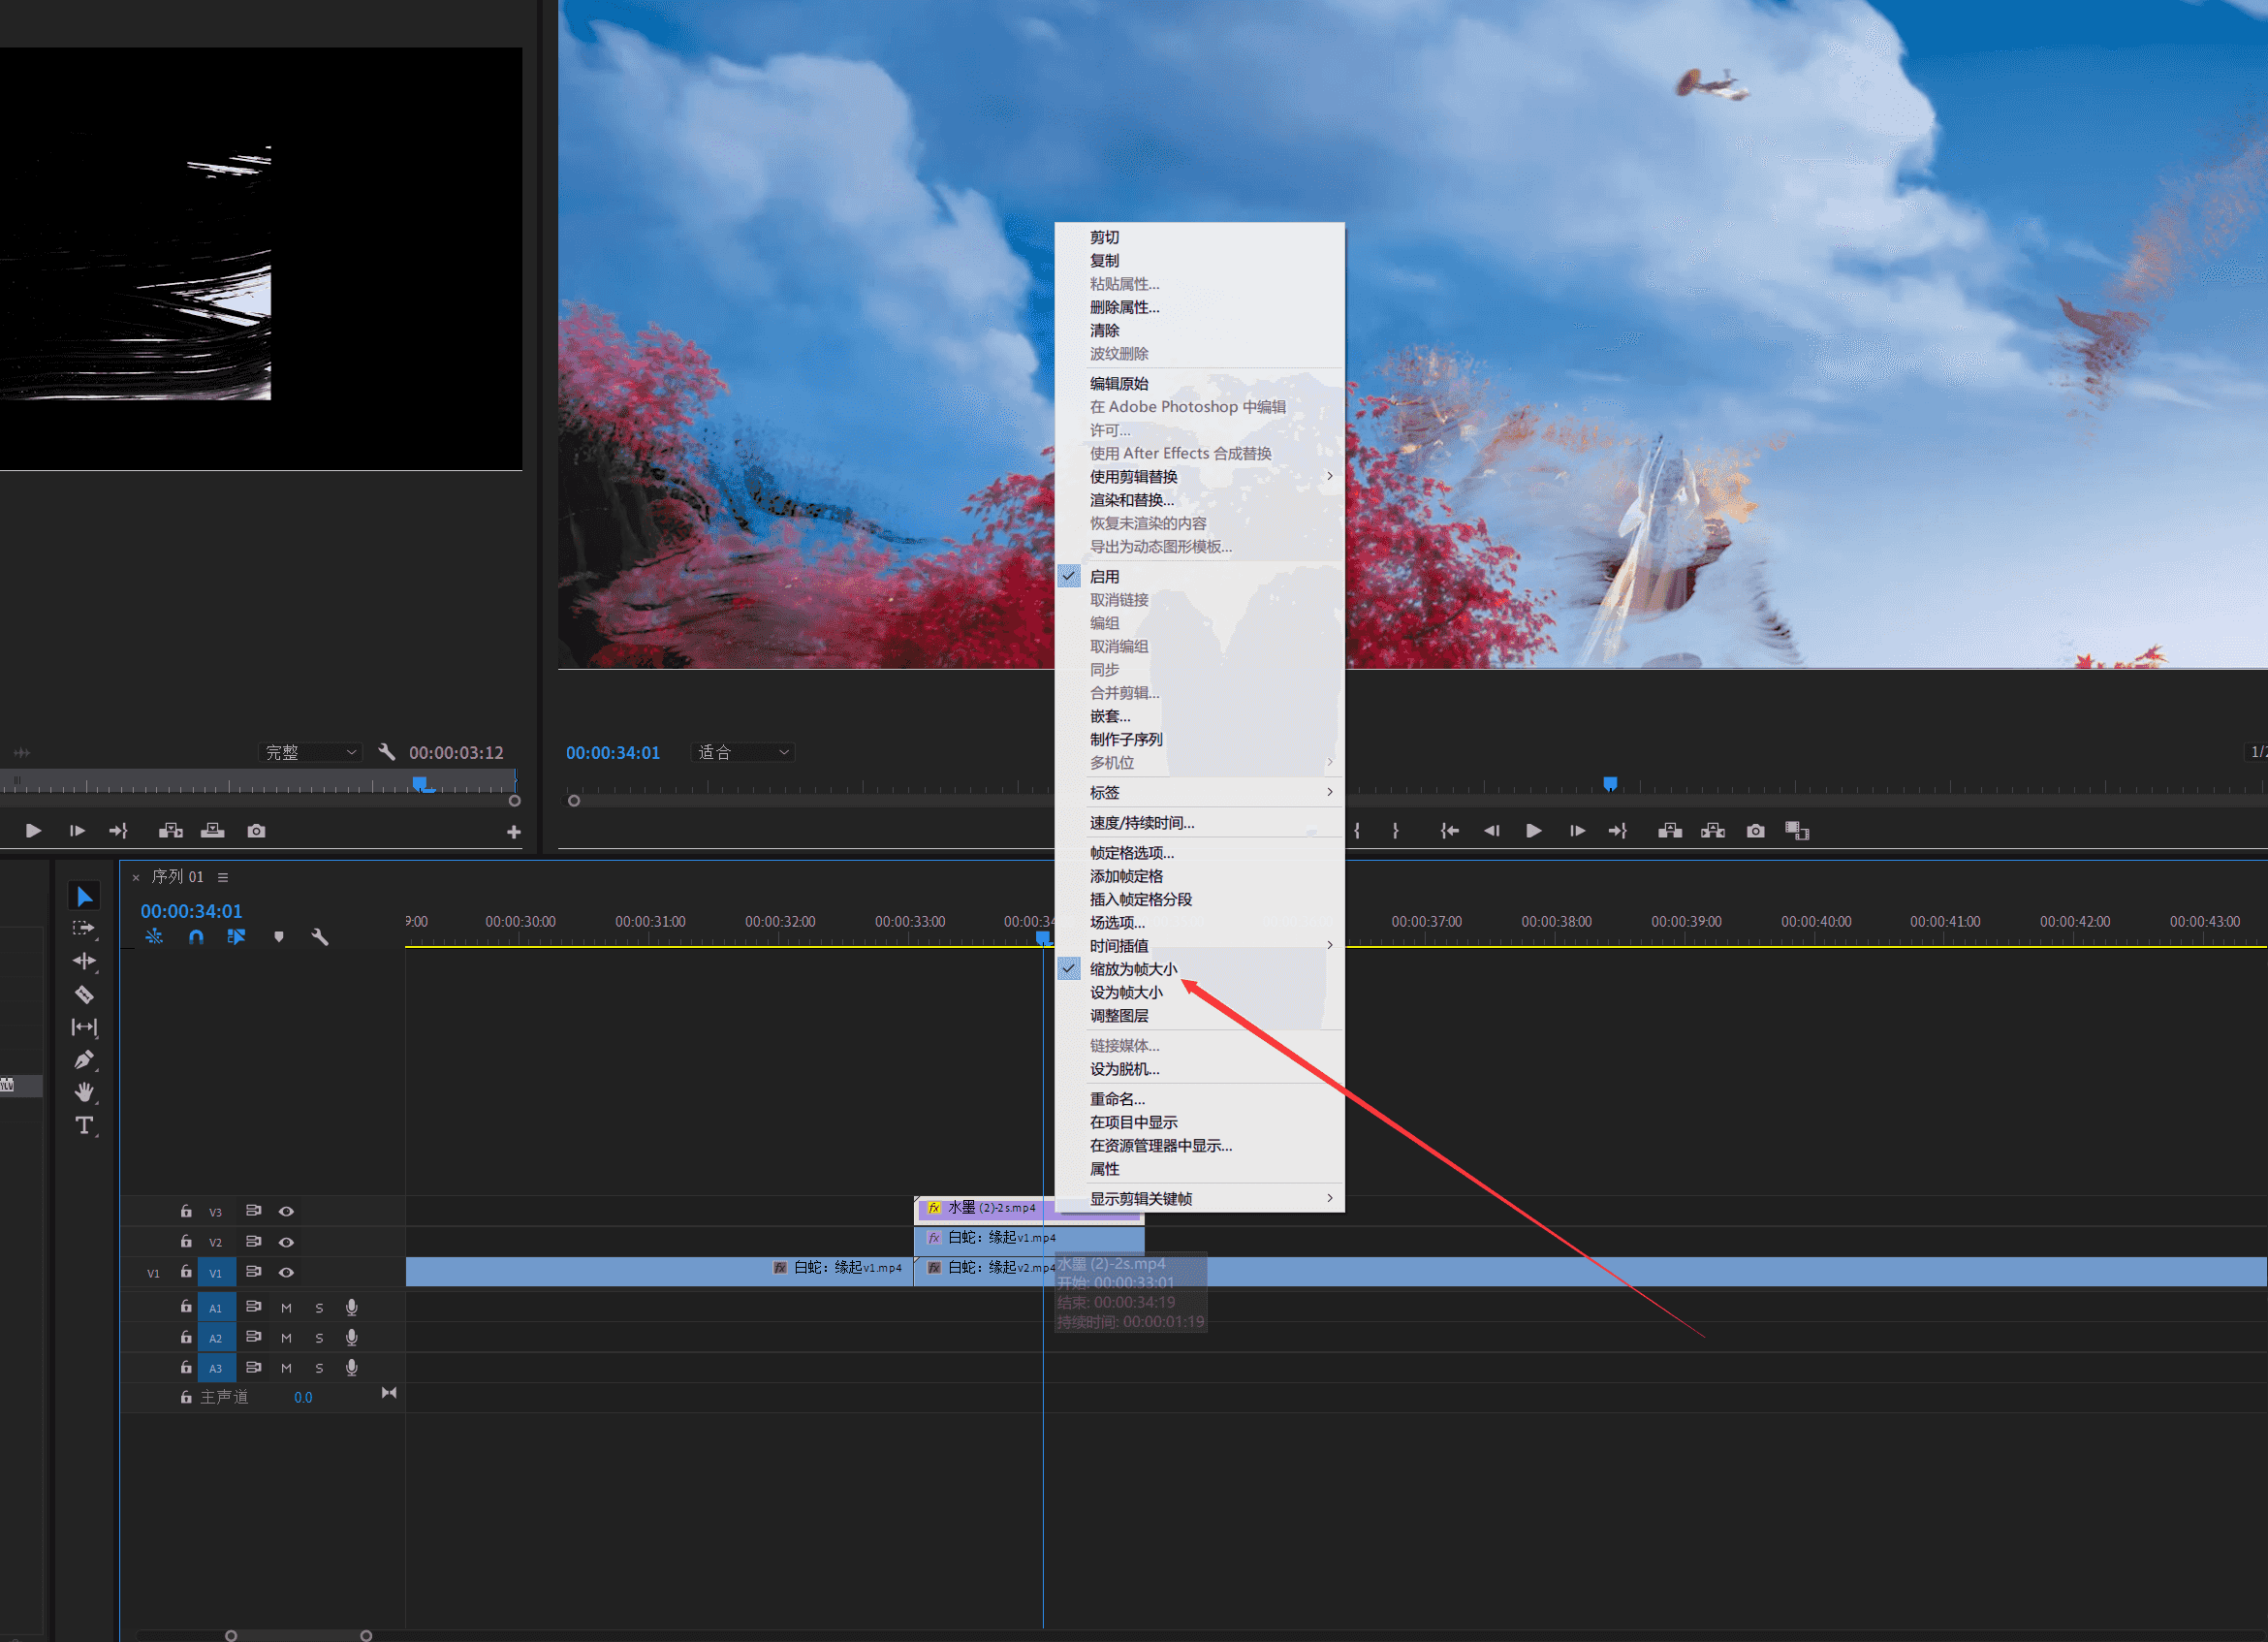 剪切
复制
粘贴属性...
删除属性...
清除
波纹删除
编辑原始
在 Adobe Photoshop 中编辑
许可...
使用 After Effects 合成替换
使用剪辑替换
渲染和替换...
恢复未渲染的内容
导出为动态图形模板...
启用
取消链接
编组
取消编组
同步
合并剪辑...
嵌套...
制作子序列
多机位
标签
速度/持续时间...
帧定格选项...
添加帧定格
插入帧定格分段
场选项...
时间插值
缩放为帧大小
设为帧大小
调整图层
链接媒体...
设为脱机...
重命名...
在项目中显示
在资源管理器中显示...
属性
显示剪辑关键帧
完整
00:00:03:12
00:00:34:01
适合
1/2
× 序列 01
00:00:34:01
9:00 00:00:30:00 00:00:31:00 00:00:32:00 00:00:33:00 00:00:34 00:00:37:00 00:00:38:00 00:00:39:00 00:00:40:00 00:00:41:00 00:00:42:00 00:00:43:00
V3 fx 水墨 (2)-2s.mp4
V2 fx 白蛇：缘起v1.mp4
V1 V1 fx 白蛇：缘起v1.mp4 fx 白蛇：缘起v2.mp4
水墨 (2)-2s.mp4
开始: 00:00:33:01
结束: 00:00:34:19
持续时间: 00:00:01:19
A1 M S
A2 M S
A3 M S
主声道 0.0